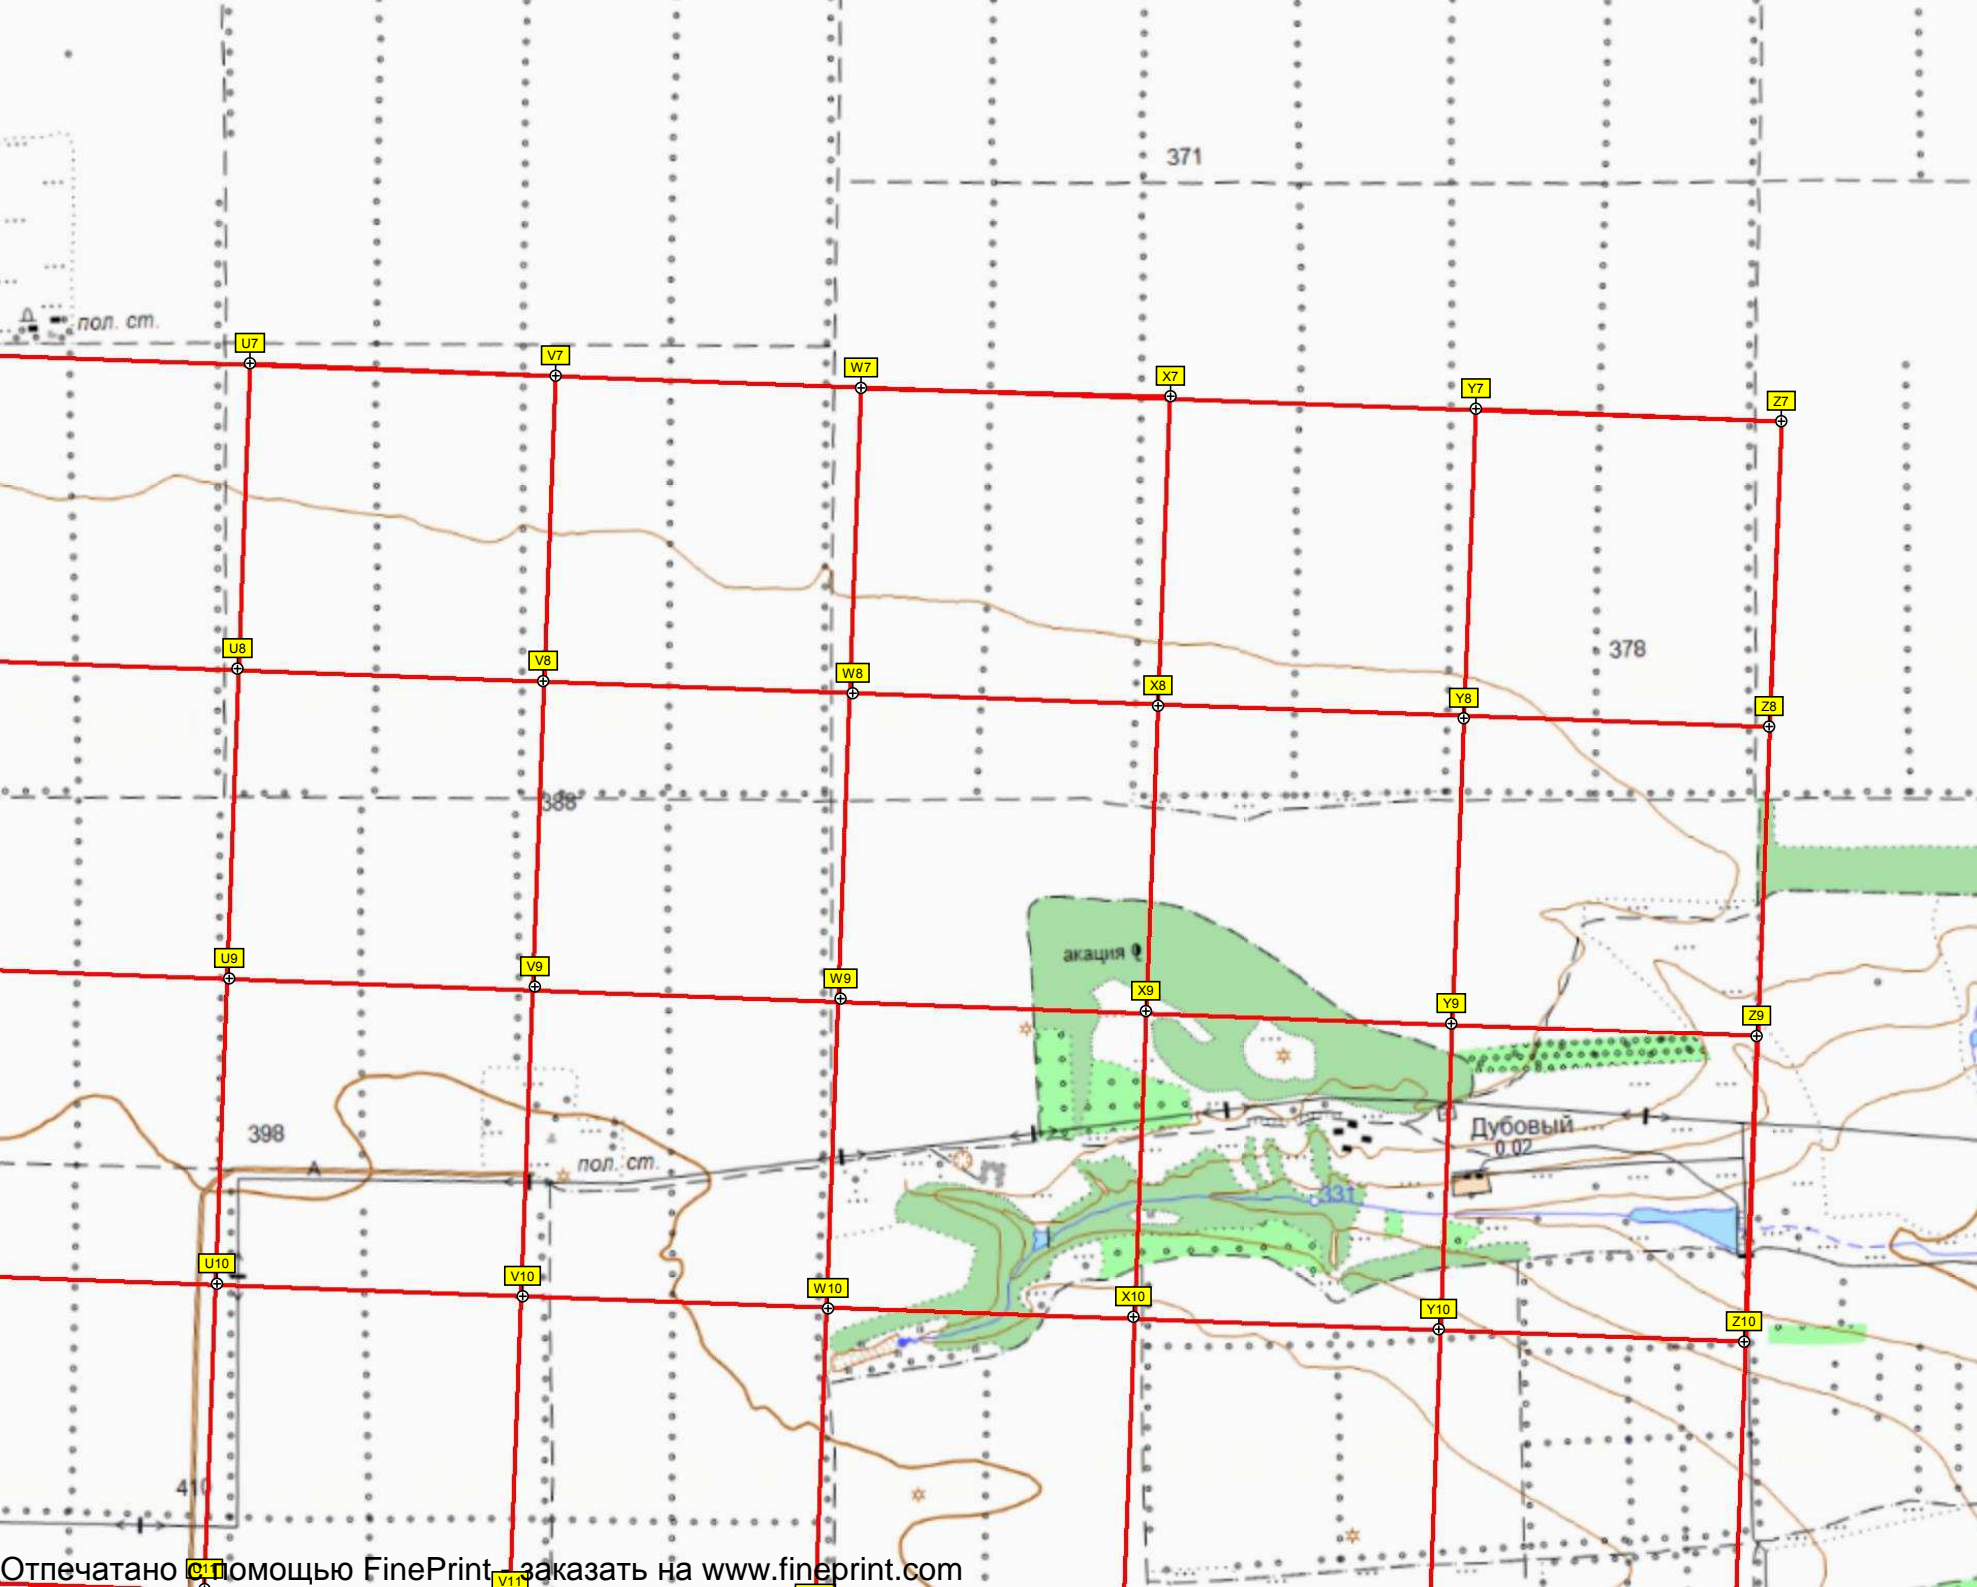 371
пол. ст.
U7
V7
W7
X7
Y7
Z7
378
U8
V8
W8
X8
Y8
Z8
388
акация
U9
V9
W9
X9
Y9
Z9
398
Дубовый
0.02
А
пол. ст.
331
U10
V10
W10
X10
Y10
Z10
410
U11
V11
Отпечатано с помощью FinePrint - заказать на www.fineprint.com